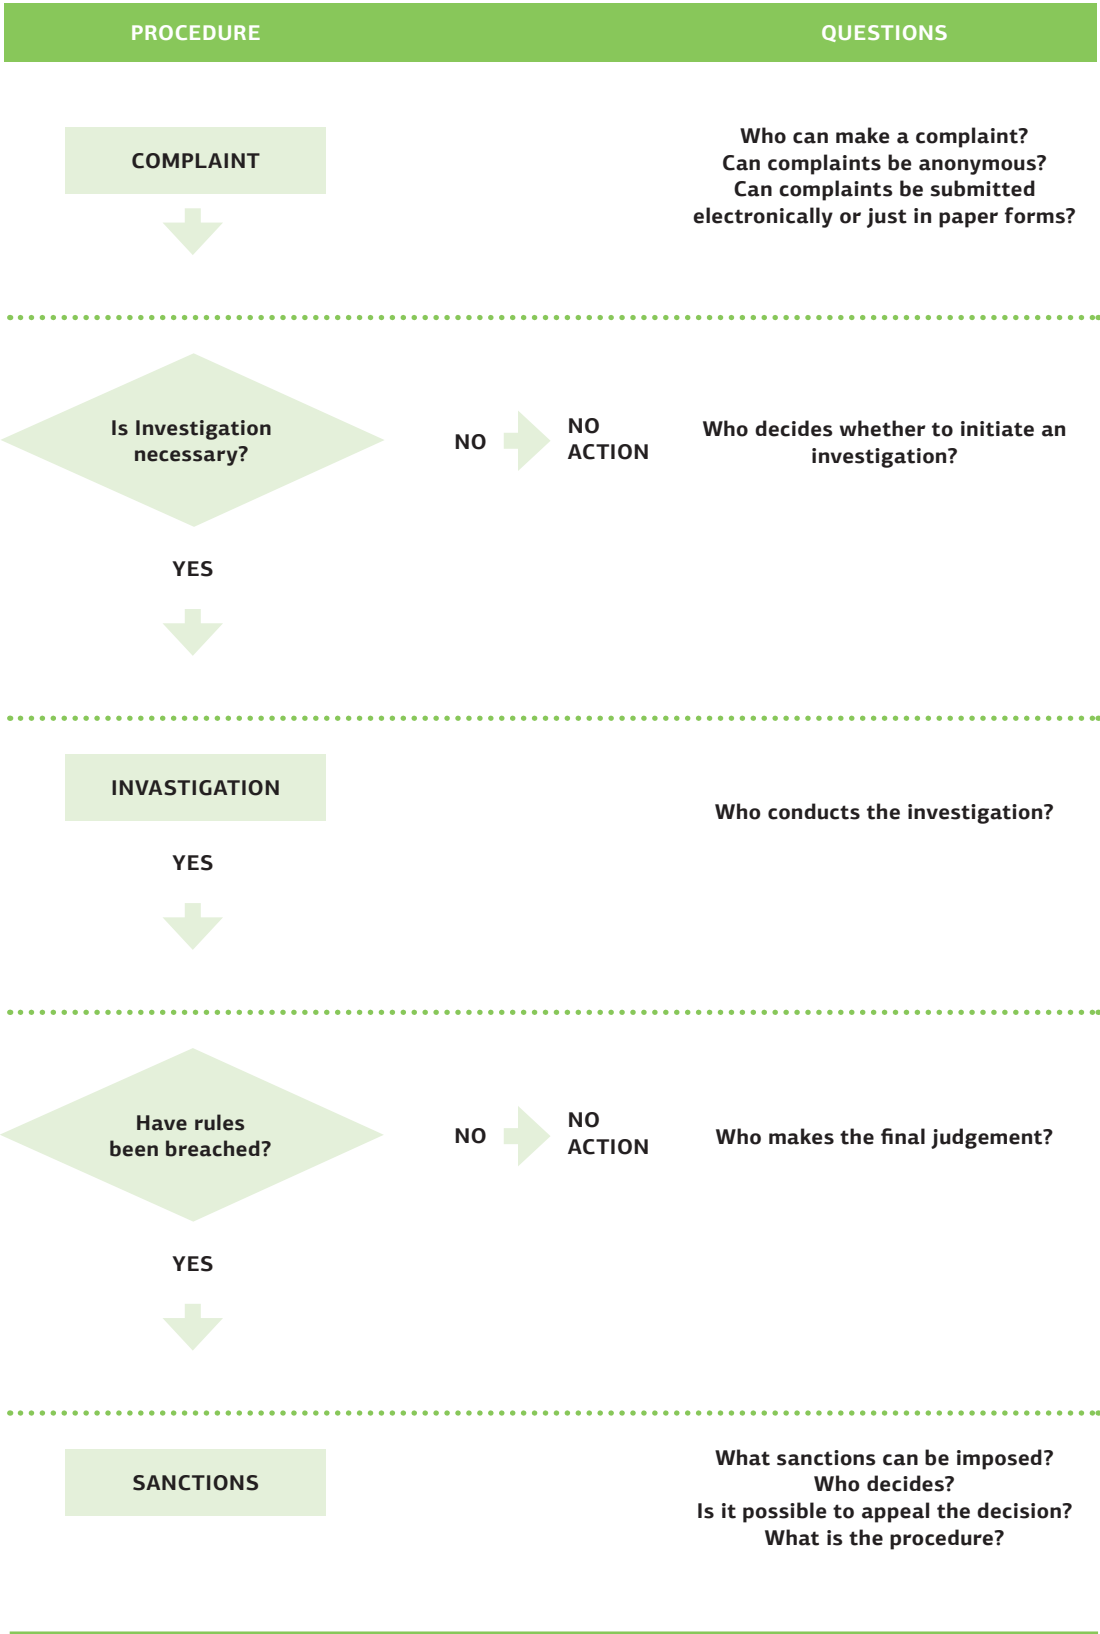 PROCEDURE
QUESTIONS
COMPLAINT
Who can make a complaint?
Can complaints be anonymous?
Can complaints be submitted
electronically or just in paper forms?
Is Investigation
necessary?
NO
NO
ACTION
Who decides whether to initiate an
investigation?
YES
INVASTIGATION
Who conducts the investigation?
YES
Have rules
been breached?
NO
NO
ACTION
Who makes the final judgement?
YES
SANCTIONS
What sanctions can be imposed?
Who decides?
Is it possible to appeal the decision?
What is the procedure?